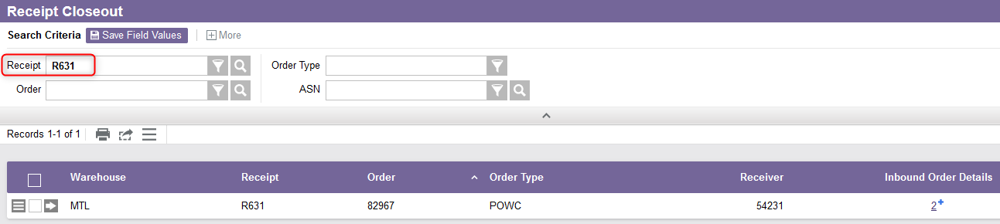 Receipt Closeout
Search Criteria Save Field Values More
Receipt R631 Order Type
Order ASN
Records 1-1 of 1
Warehouse Receipt Order Order Type Receiver Inbound Order Details
MTL R631 82967 POWC 54231 2+